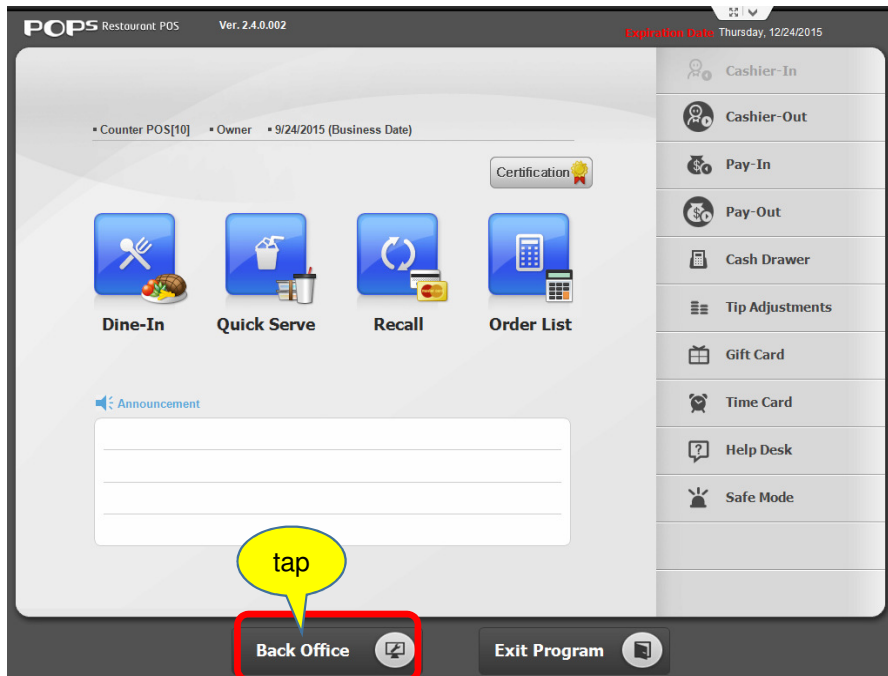 POPS Restaurant POS Ver. 2.4.0.002
Expiration Date Thursday, 12/24/2015
▪ Counter POS[10] ▪ Owner ▪ 9/24/2015 (Business Date)
Certification
Dine-In Quick Serve Recall Order List
Announcement
tap
Back Office Exit Program
Cashier-In
Cashier-Out
Pay-In
Pay-Out
Cash Drawer
Tip Adjustments
Gift Card
Time Card
Help Desk
Safe Mode